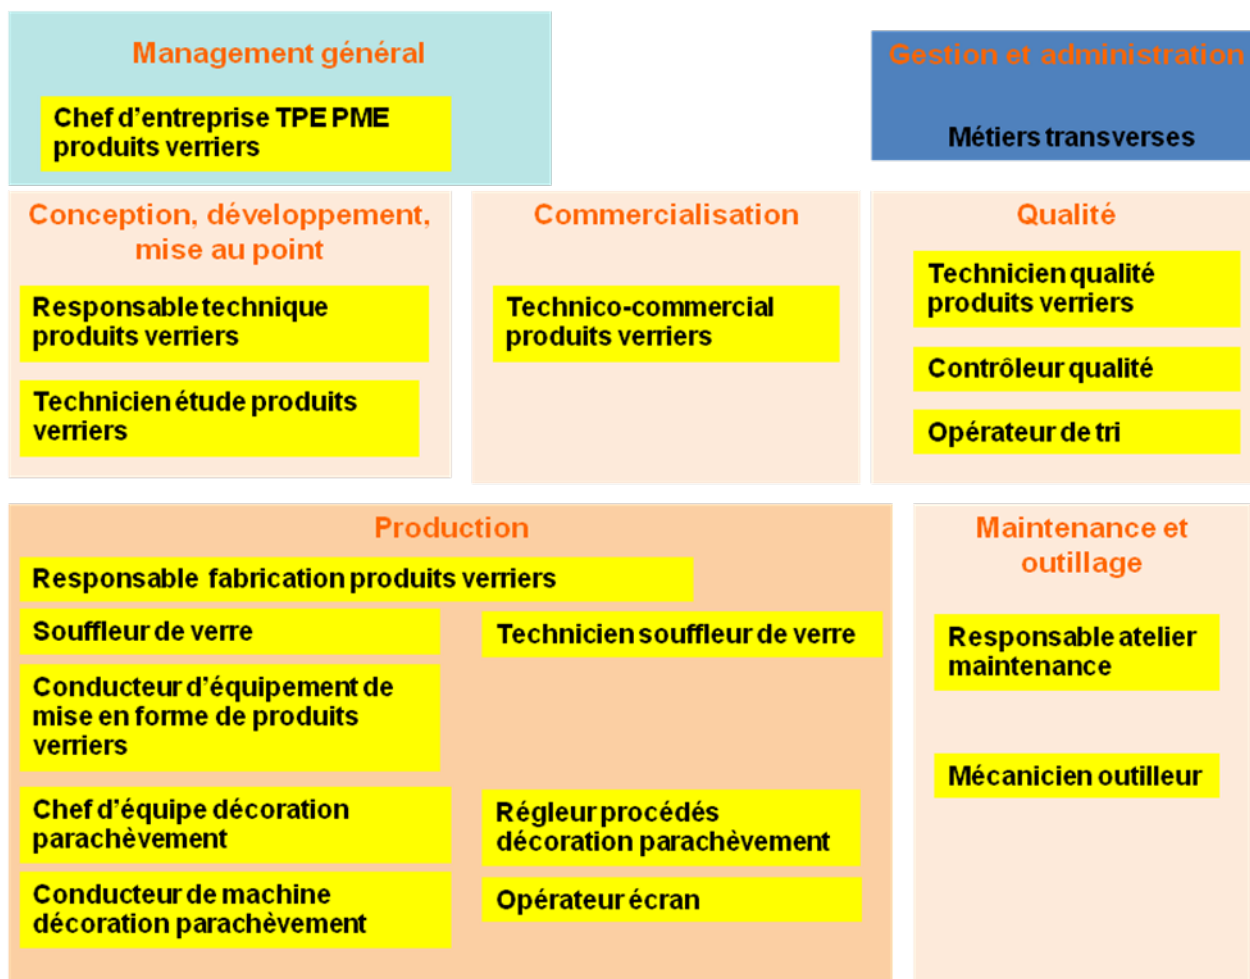 Management général
Chef d'entreprise TPE PME
produits verriers
Gestion et administration
Métiers transverses
Conception, développement,
mise au point
Responsable technique
produits verriers
Technicien étude produits
verriers
Commercialisation
Technico-commercial
produits verriers
Qualité
Technicien qualité
produits verriers
Contrôleur qualité
Opérateur de tri
Production
Responsable fabrication produits verriers
Souffleur de verre
Technicien souffleur de verre
Conducteur d'équipement de
mise en forme de produits
verriers
Chef d'équipe décoration
parachèvement
Régleur procédés
décoration parachèvement
Conducteur de machine
décoration parachèvement
Opérateur écran
Maintenance et
outillage
Responsable atelier
maintenance
Mécanicien outilleur